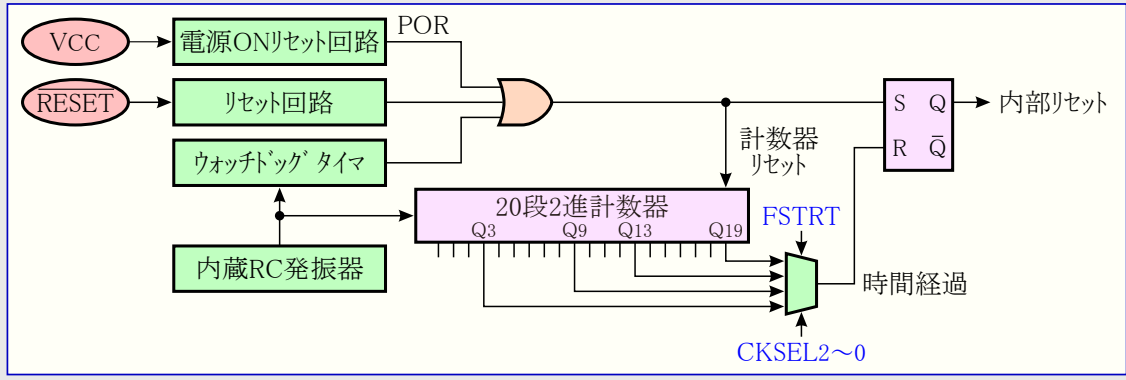 VCC
電源ONリセット回路
POR
RESET
リセット回路
ウォッチドッグ タイマ
内蔵RC発振器
20段2進計数器
Q3
Q9
Q13
Q19
計数器
リセット
S
Q
R
Q̅
内部リセット
FSTRT
時間経過
CKSEL2～0